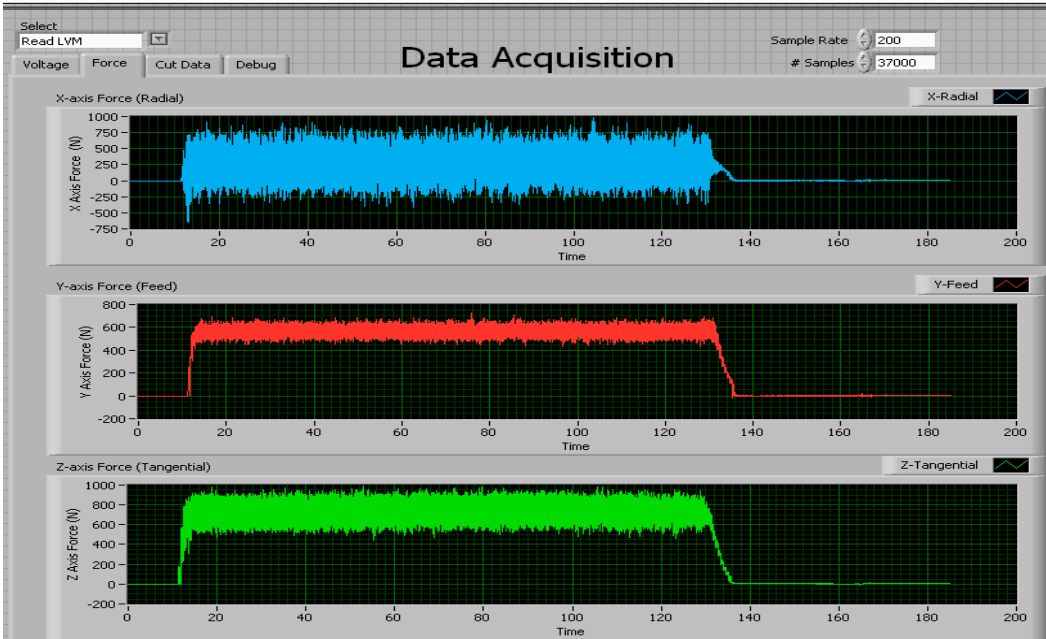 Select
Read LVM
Data Acquisition
Sample Rate 200
# Samples 37000
Voltage Force Cut Data Debug
X-axis Force (Radial)
X-Radial
X Axis Force (N)
1000
750
500
250
0
-250
-500
-750
0 20 40 60 80 100 120 140 160 180 200
Time
Y-axis Force (Feed)
Y-Feed
Y Axis Force (N)
800
600
400
200
0
-200
0 20 40 60 80 100 120 140 160 180 200
Time
Z-axis Force (Tangential)
Z-Tangential
Z Axis Force (N)
1000
800
600
400
200
0
-200
0 20 40 60 80 100 120 140 160 180 200
Time